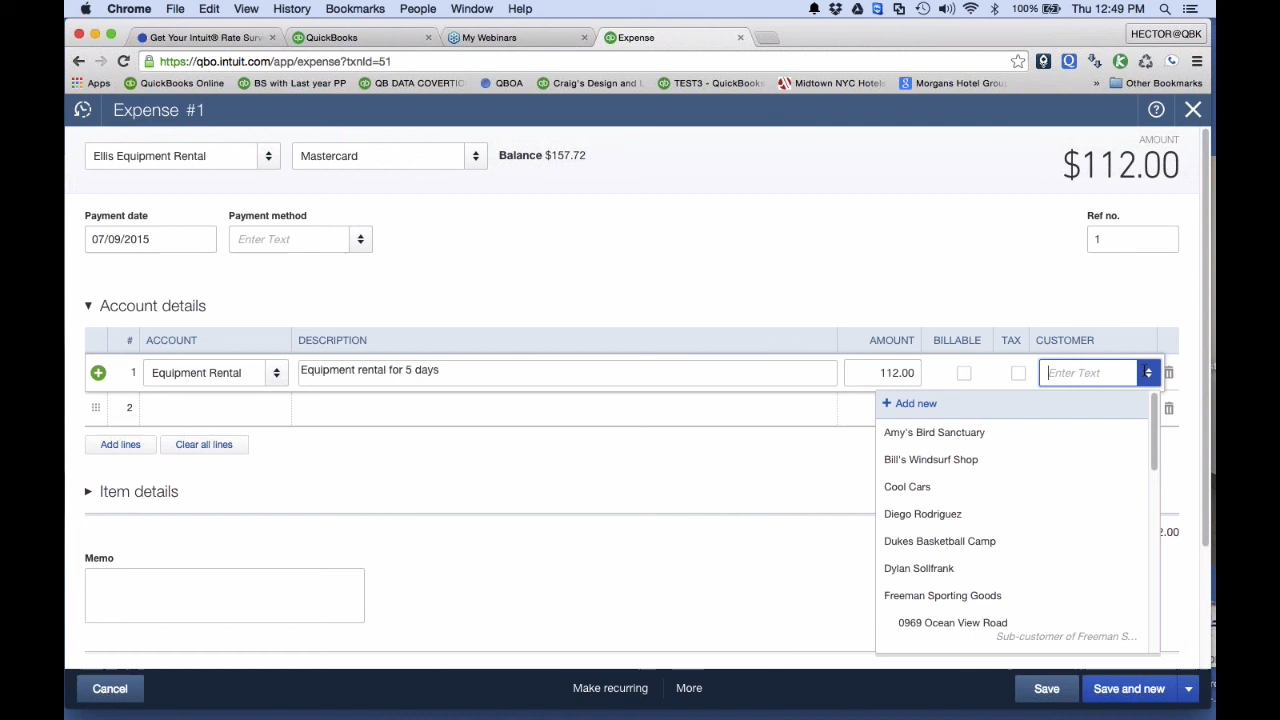 Chrome File Edit View History Bookmarks People Window Help 100% Thu 12:49 PM
Get Your Intuit® Rate Surv QuickBooks My Webinars Expense HECTOR@QBK
https://qbo.intuit.com/app/expense?txnId=51
Apps QuickBooks Online BS with Last year PP QB DATA COVERTIO QBOA Craig's Design and TEST3 - QuickBooks Midtown NYC Hotels Morgans Hotel Grou » Other Bookmarks
Expense #1
AMOUNT
Ellis Equipment Rental Mastercard Balance $157.72 $112.00
Payment date Payment method Ref no.
07/09/2015 Enter Text 1
Account details
# ACCOUNT DESCRIPTION AMOUNT BILLABLE TAX CUSTOMER
1 Equipment Rental Equipment rental for 5 days 112.00 Enter Text
2
+ Add new
Amy's Bird Sanctuary
Bill's Windsurf Shop
Cool Cars
Diego Rodriguez
Dukes Basketball Camp
Dylan Sollfrank
Freeman Sporting Goods
0969 Ocean View Road
Sub-customer of Freeman S...
Add lines Clear all lines
Item details
2.00
Memo
Cancel Make recurring More Save Save and new